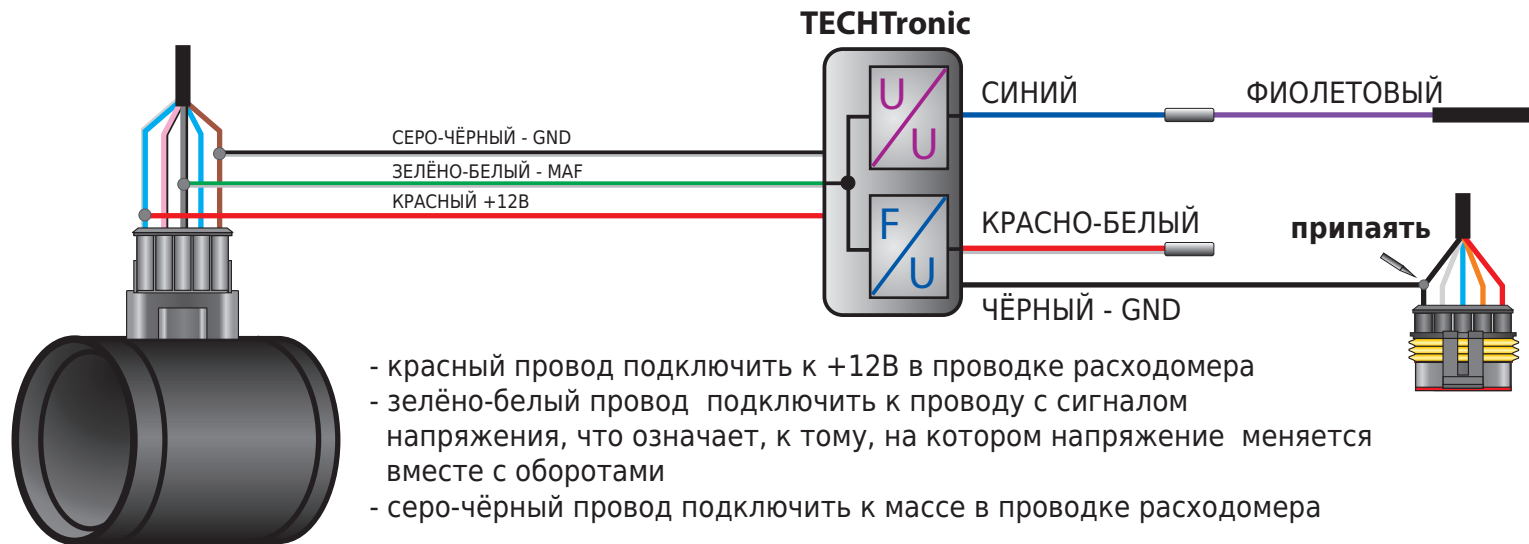 TECHTronic
СИНИЙ
ФИОЛЕТОВЫЙ
U
U
СЕРО-ЧЁРНЫЙ - GND
ЗЕЛЁНО-БЕЛЫЙ - MAF
КРАСНЫЙ +12В
F
U
КРАСНО-БЕЛЫЙ
припаять
ЧЁРНЫЙ - GND
- красный провод подключить к +12В в проводке расходомера
- зелёно-белый провод подключить к проводу с сигналом
напряжения, что означает, к тому, на котором напряжение меняется
вместе с оборотами
- серо-чёрный провод подключить к массе в проводке расходомера